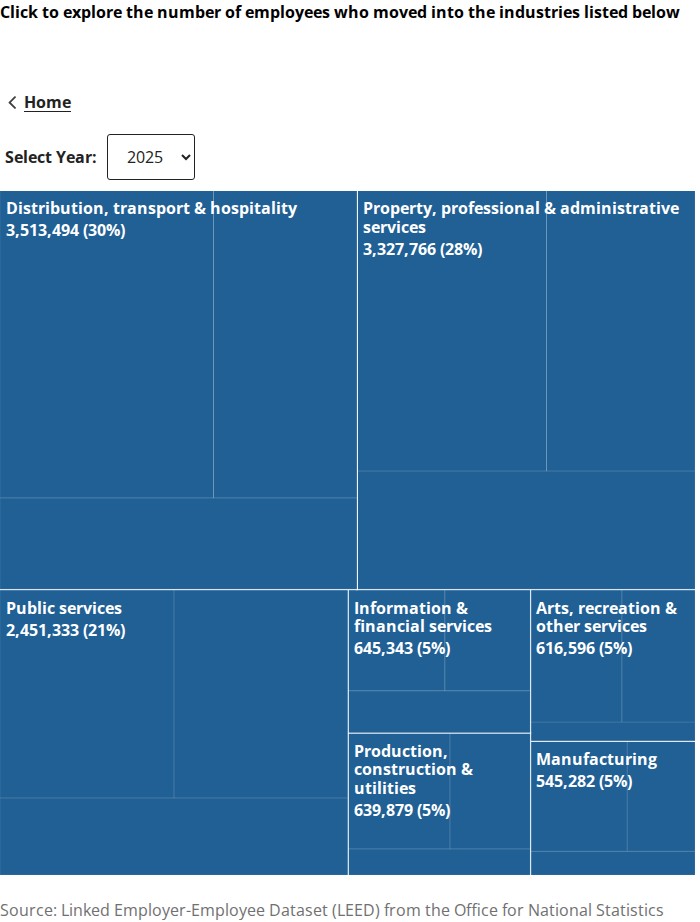 Click to explore the number of employees who moved into the industries listed below
Home
Select Year:
2025
Distribution, transport & hospitality
3,513,494 (30%)
Property, professional & administrative
services
3,327,766 (28%)
Public services
2,451,333 (21%)
Information &
financial services
645,343 (5%)
Arts, recreation &
other services
616,596 (5%)
Production,
construction &
utilities
639,879 (5%)
Manufacturing
545,282 (5%)
Source: Linked Employer-Employee Dataset (LEED) from the Office for National Statistics